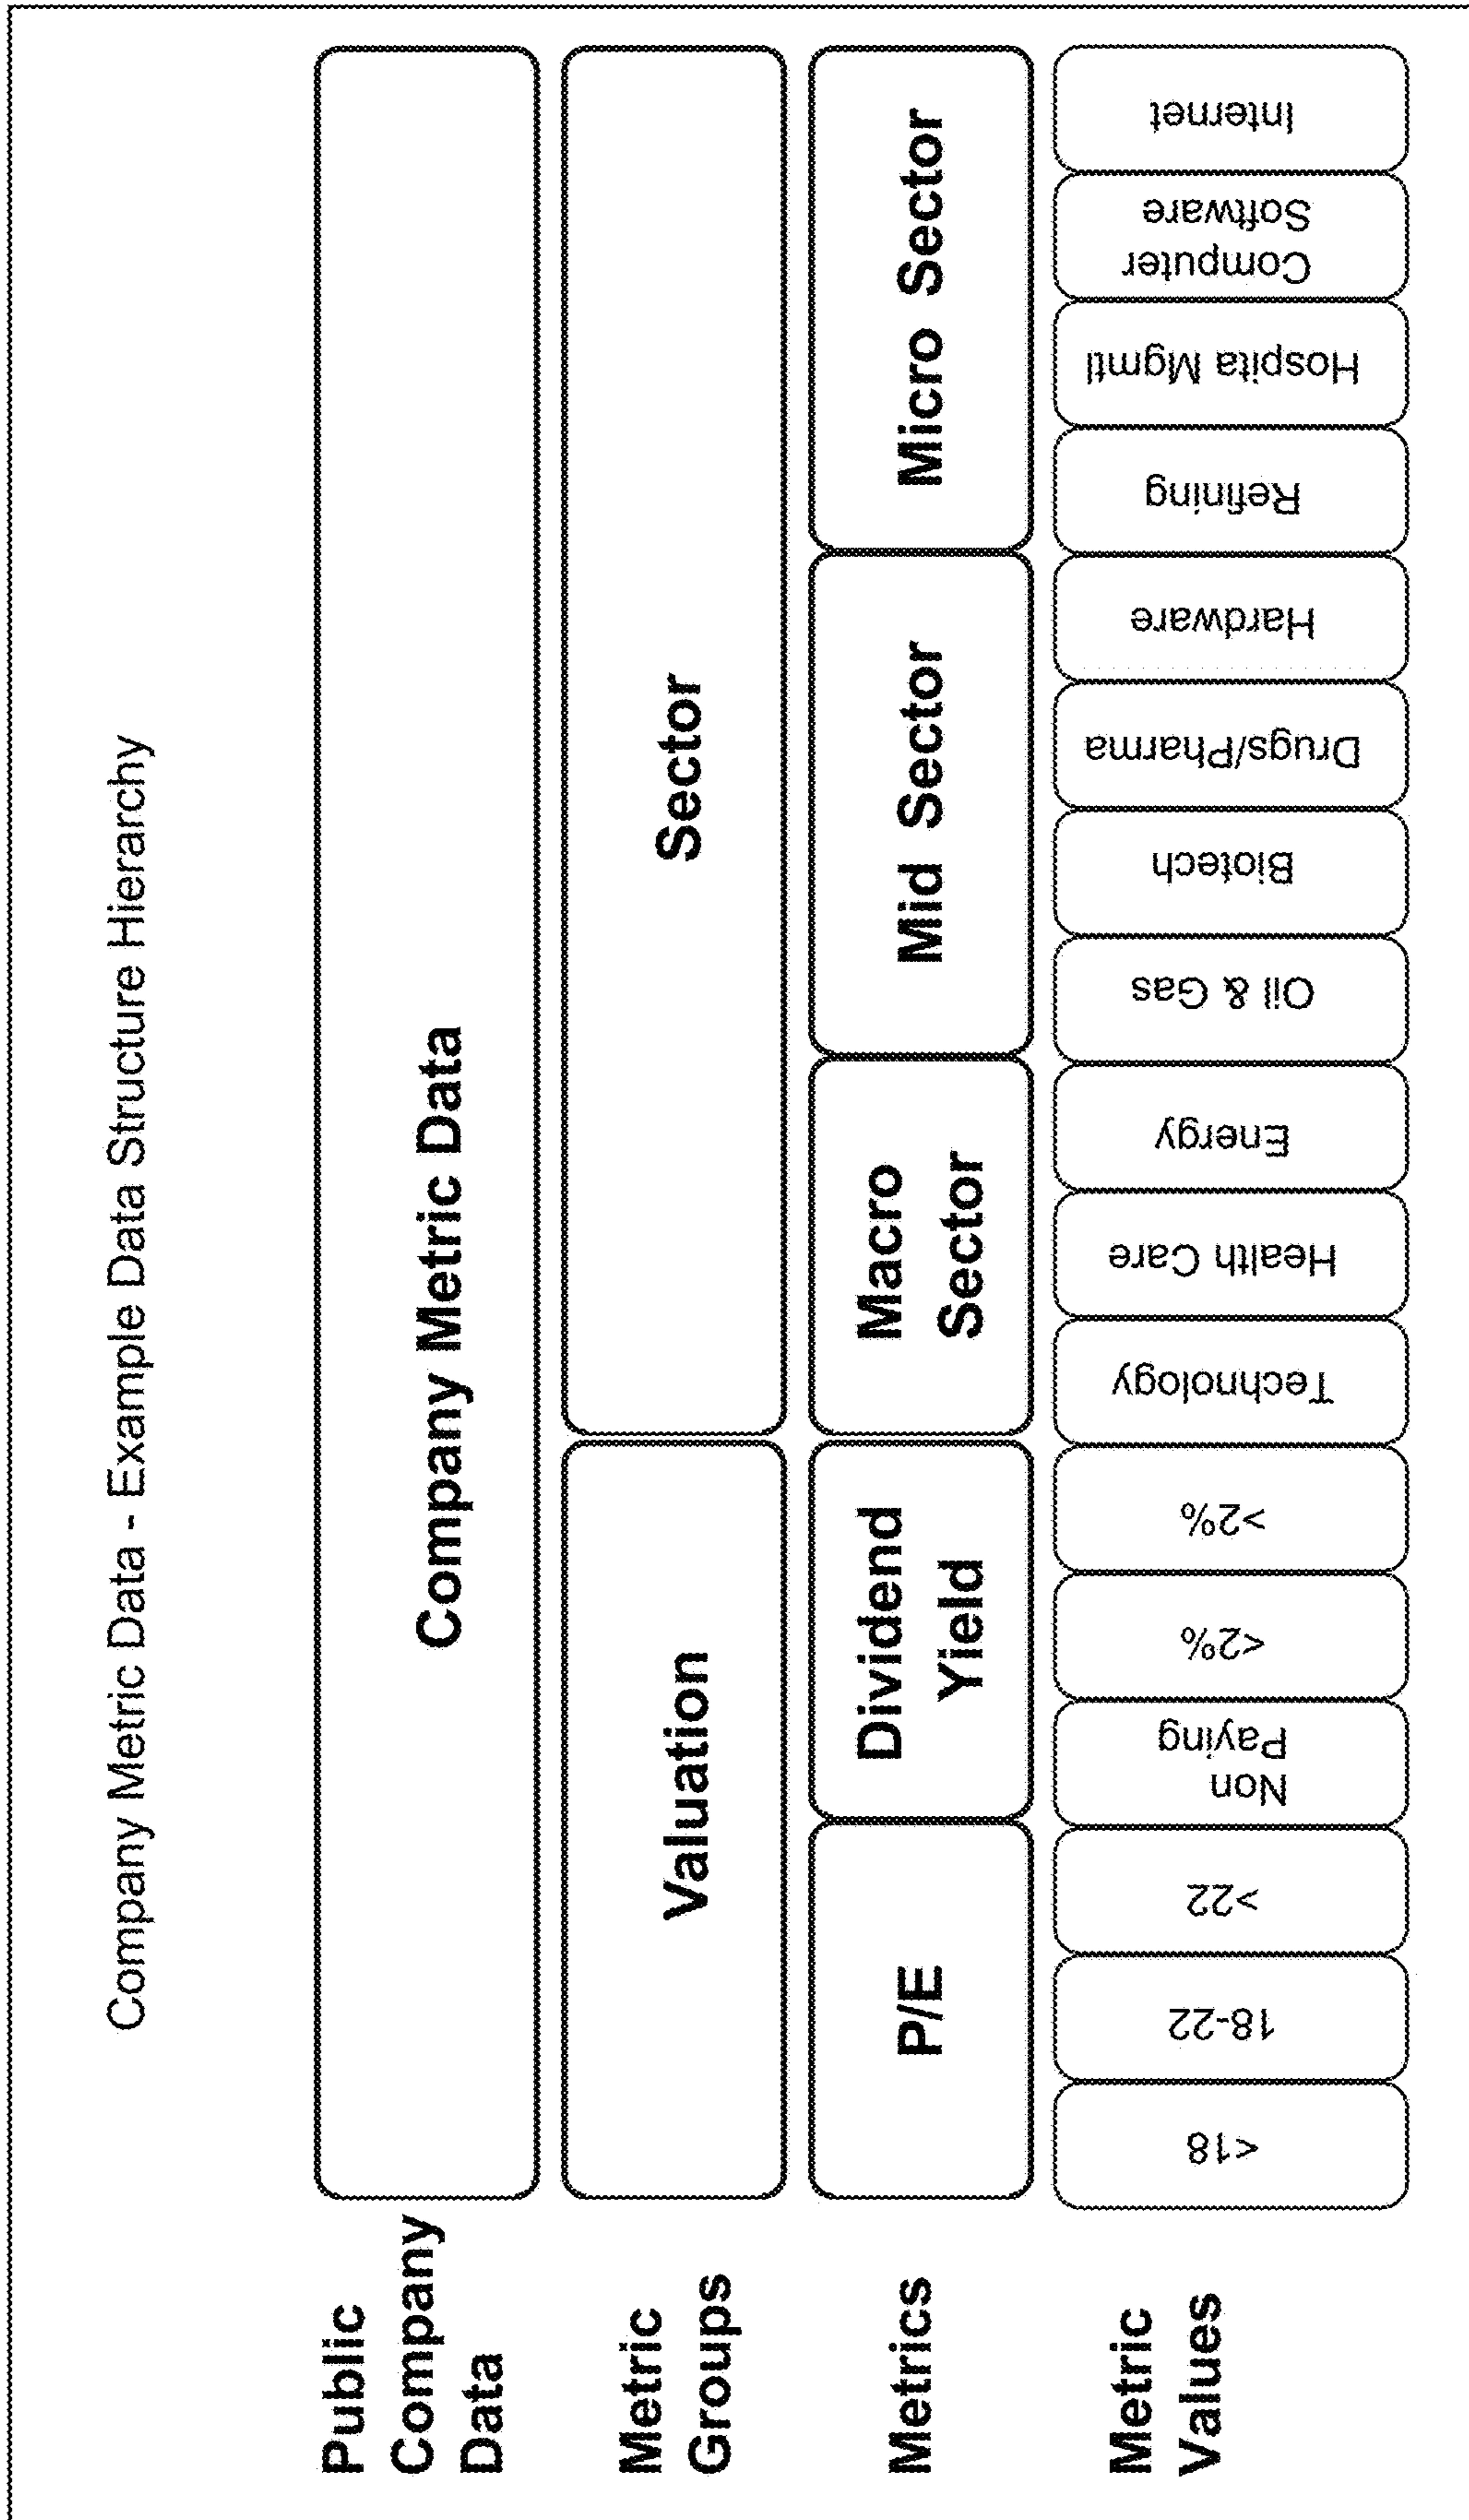 Company Metric Data - Example Data Structure Hierarchy
Public
Company
Data
Company Metric Data
Metric
Groups
Valuation
Sector
Metrics
P/E
Dividend
Yield
Macro
Sector
Mid Sector
Micro Sector
Metric
Values
<18
18-22
>22
Non
Paying
<2%
>2%
Technology
Health Care
Energy
Oil & Gas
Biotech
Drugs/Pharma
Hardware
Refining
Hospita Mgmtl
Computer
Software
Internet